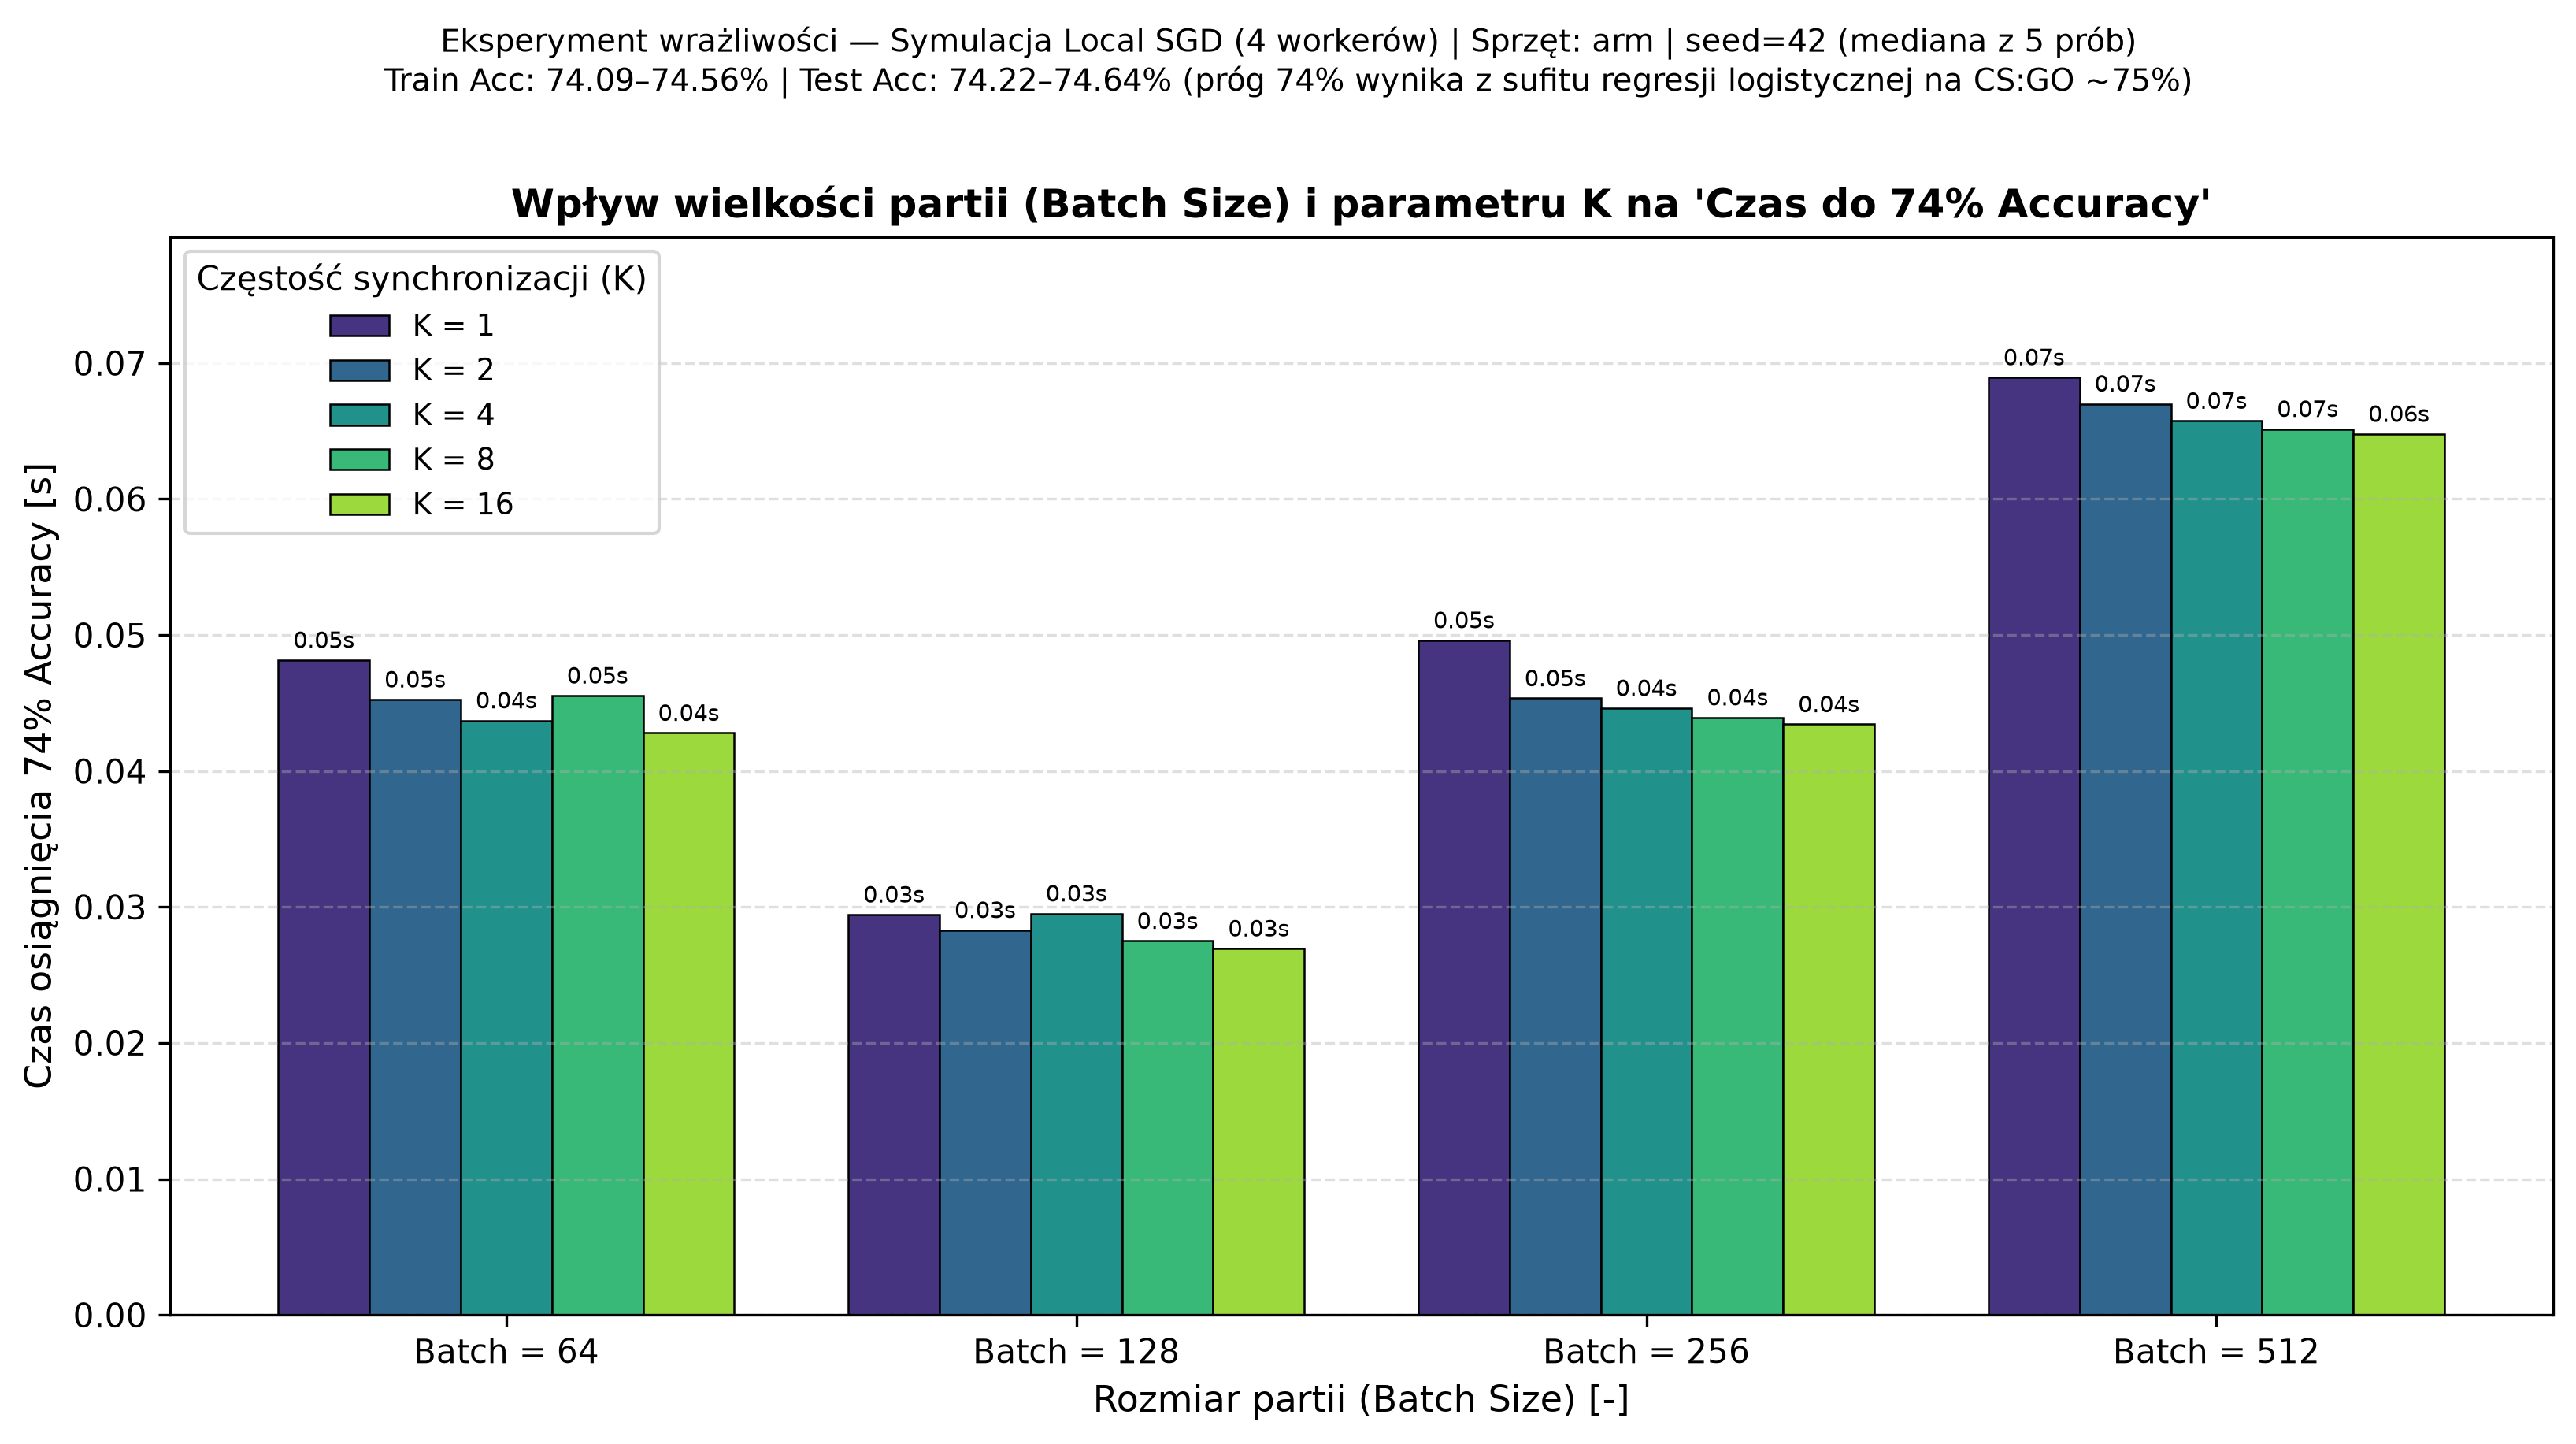 Eksperyment wrażliwości — Symulacja Local SGD (4 workerów) | Sprzęt: arm | seed=42 (mediana z 5 prób)
Train Acc: 74.09–74.56% | Test Acc: 74.22–74.64% (próg 74% wynika z sufitu regresji logistycznej na CS:GO ~75%)
Wpływ wielkości partii (Batch Size) i parametru K na 'Czas do 74% Accuracy'
Częstość synchronizacji (K)
K = 1
K = 2
K = 4
K = 8
K = 16
Czas osiągnięcia 74% Accuracy [s]
0.07
0.06
0.05
0.04
0.03
0.02
0.01
0.00
0.05s
0.05s
0.04s
0.05s
0.04s
0.03s
0.03s
0.03s
0.03s
0.03s
0.05s
0.05s
0.04s
0.04s
0.04s
0.07s
0.07s
0.07s
0.07s
0.06s
Batch = 64
Batch = 128
Batch = 256
Batch = 512
Rozmiar partii (Batch Size) [-]